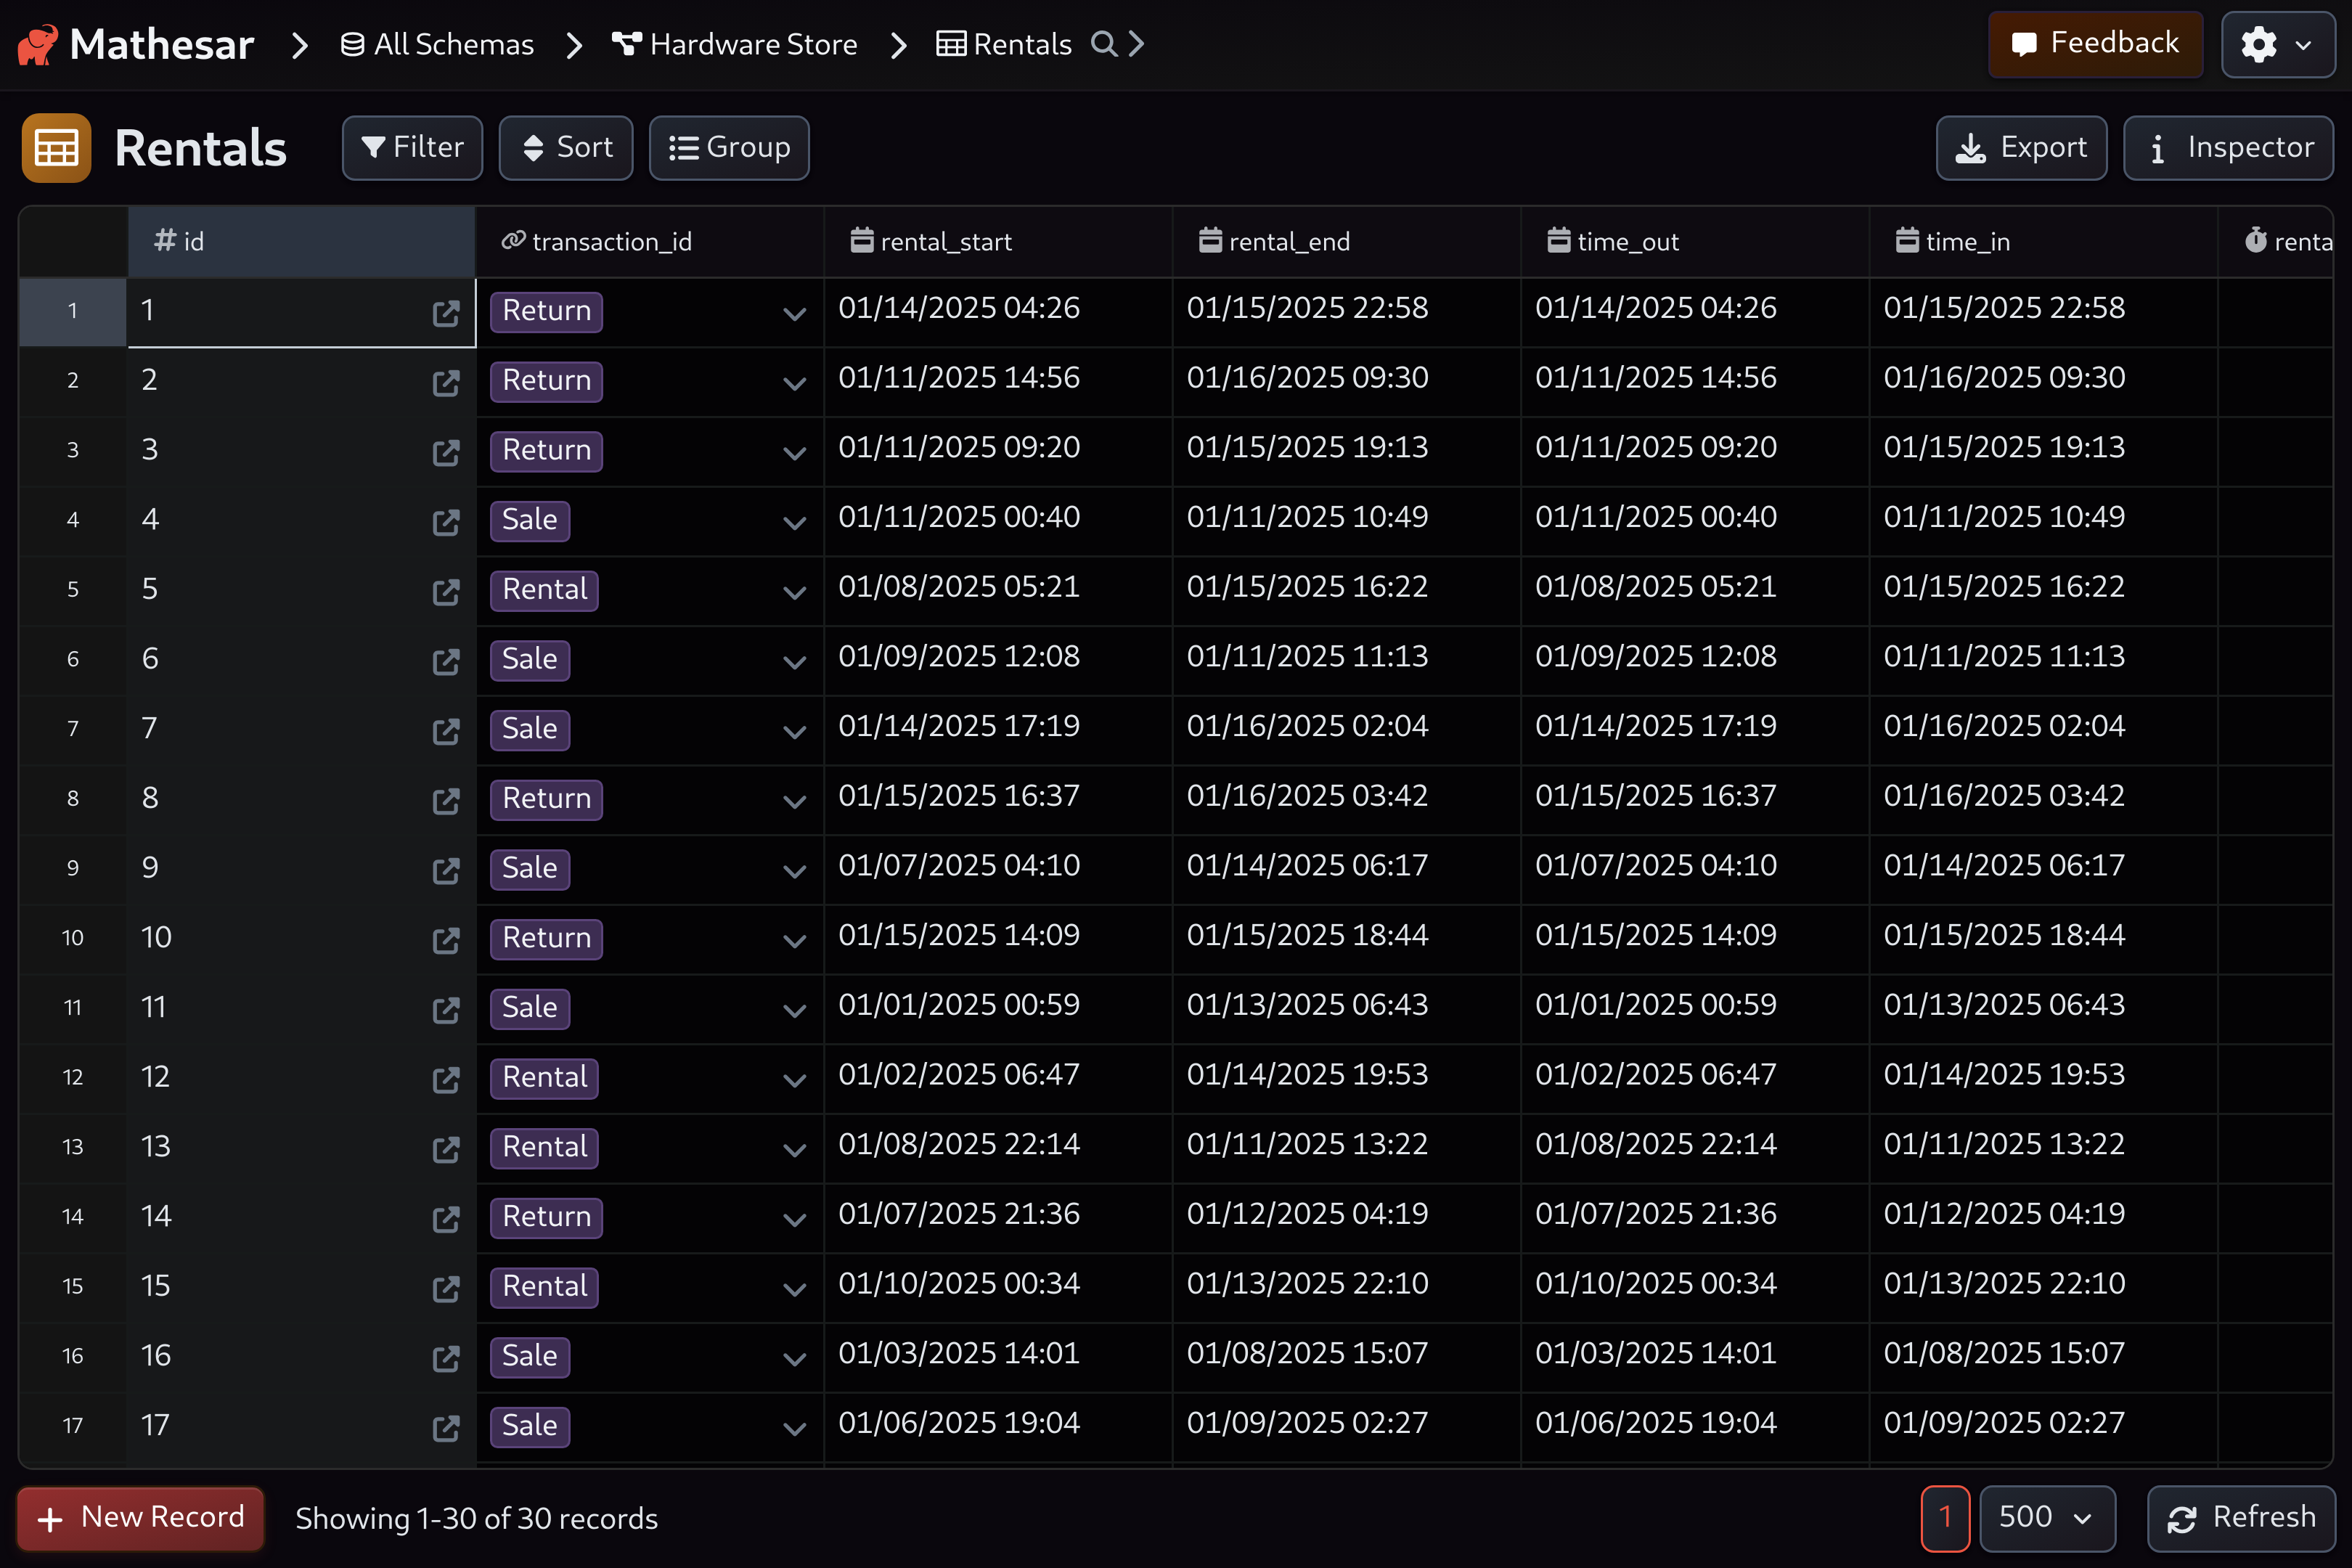 Mathesar All Schemas Hardware Store Rentals Feedback
Rentals Filter Sort Group Export Inspector
id transaction_id rental_start rental_end time_out time_in renta
1 1 Return 01/14/2025 04:26 01/15/2025 22:58 01/14/2025 04:26 01/15/2025 22:58
2 2 Return 01/11/2025 14:56 01/16/2025 09:30 01/11/2025 14:56 01/16/2025 09:30
3 3 Return 01/11/2025 09:20 01/15/2025 19:13 01/11/2025 09:20 01/15/2025 19:13
4 4 Sale 01/11/2025 00:40 01/11/2025 10:49 01/11/2025 00:40 01/11/2025 10:49
5 5 Rental 01/08/2025 05:21 01/15/2025 16:22 01/08/2025 05:21 01/15/2025 16:22
6 6 Sale 01/09/2025 12:08 01/11/2025 11:13 01/09/2025 12:08 01/11/2025 11:13
7 7 Sale 01/14/2025 17:19 01/16/2025 02:04 01/14/2025 17:19 01/16/2025 02:04
8 8 Return 01/15/2025 16:37 01/16/2025 03:42 01/15/2025 16:37 01/16/2025 03:42
9 9 Sale 01/07/2025 04:10 01/14/2025 06:17 01/07/2025 04:10 01/14/2025 06:17
10 10 Return 01/15/2025 14:09 01/15/2025 18:44 01/15/2025 14:09 01/15/2025 18:44
11 11 Sale 01/01/2025 00:59 01/13/2025 06:43 01/01/2025 00:59 01/13/2025 06:43
12 12 Rental 01/02/2025 06:47 01/14/2025 19:53 01/02/2025 06:47 01/14/2025 19:53
13 13 Rental 01/08/2025 22:14 01/11/2025 13:22 01/08/2025 22:14 01/11/2025 13:22
14 14 Return 01/07/2025 21:36 01/12/2025 04:19 01/07/2025 21:36 01/12/2025 04:19
15 15 Rental 01/10/2025 00:34 01/13/2025 22:10 01/10/2025 00:34 01/13/2025 22:10
16 16 Sale 01/03/2025 14:01 01/08/2025 15:07 01/03/2025 14:01 01/08/2025 15:07
17 17 Sale 01/06/2025 19:04 01/09/2025 02:27 01/06/2025 19:04 01/09/2025 02:27
+ New Record Showing 1-30 of 30 records 1 500 Refresh